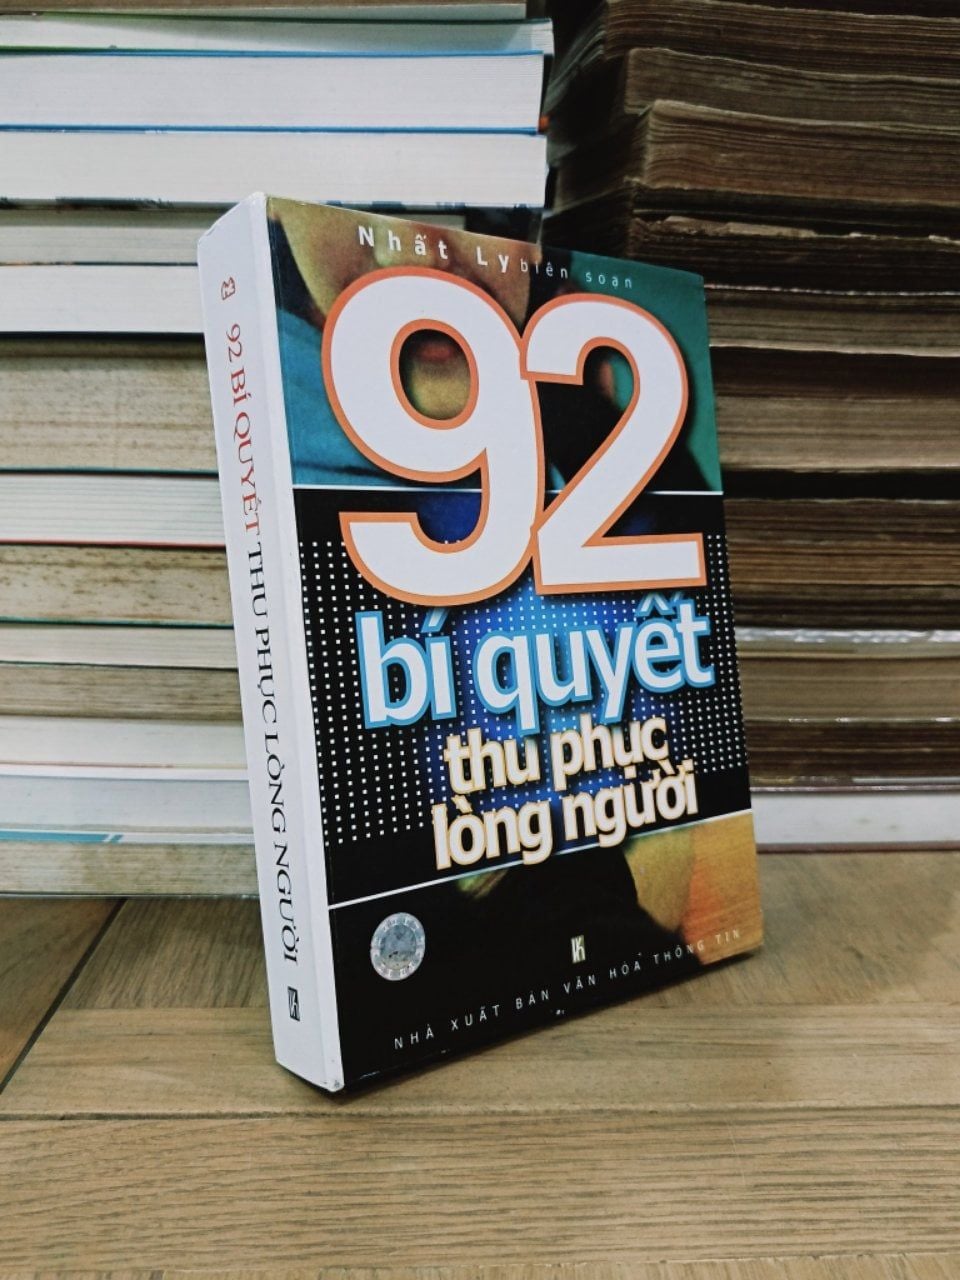 Nhất Ly biên soạn
92
bí quyết
thu phục
lòng người
NHÀ XUẤT BẢN VĂN HÓA THÔNG TIN
92 BÍ QUYẾT THU PHỤC LÒNG NGƯỜI